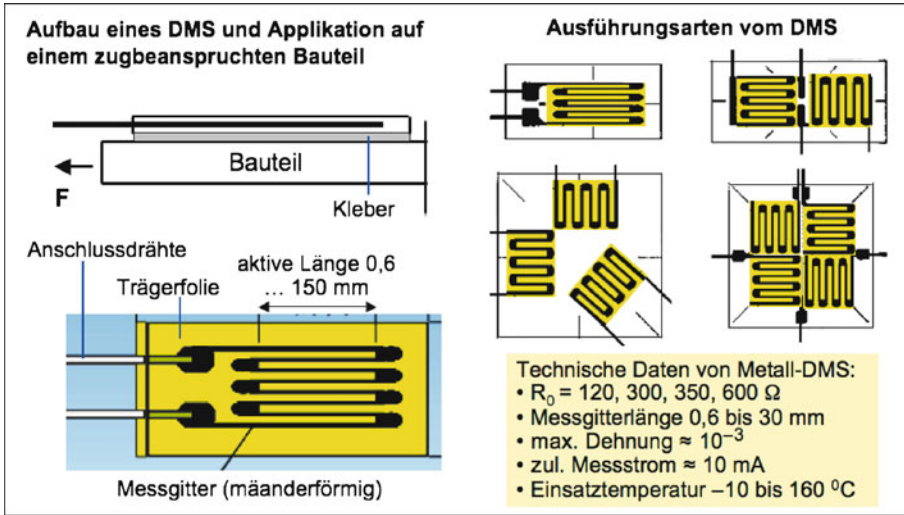 Aufbau eines DMS und Applikation auf
einem zugbeanspruchten Bauteil
Bauteil
F
Kleber
Anschlussdrähte
Trägerfolie
aktive Länge 0,6
... 150 mm
Messgitter (mäanderförmig)
Ausführungsarten vom DMS
Technische Daten von Metall-DMS:
• R₀ = 120, 300, 350, 600 Ω
• Messgitterlänge 0,6 bis 30 mm
• max. Dehnung ≈ 10⁻³
• zul. Messstrom ≈ 10 mA
• Einsatztemperatur –10 bis 160 ⁰C